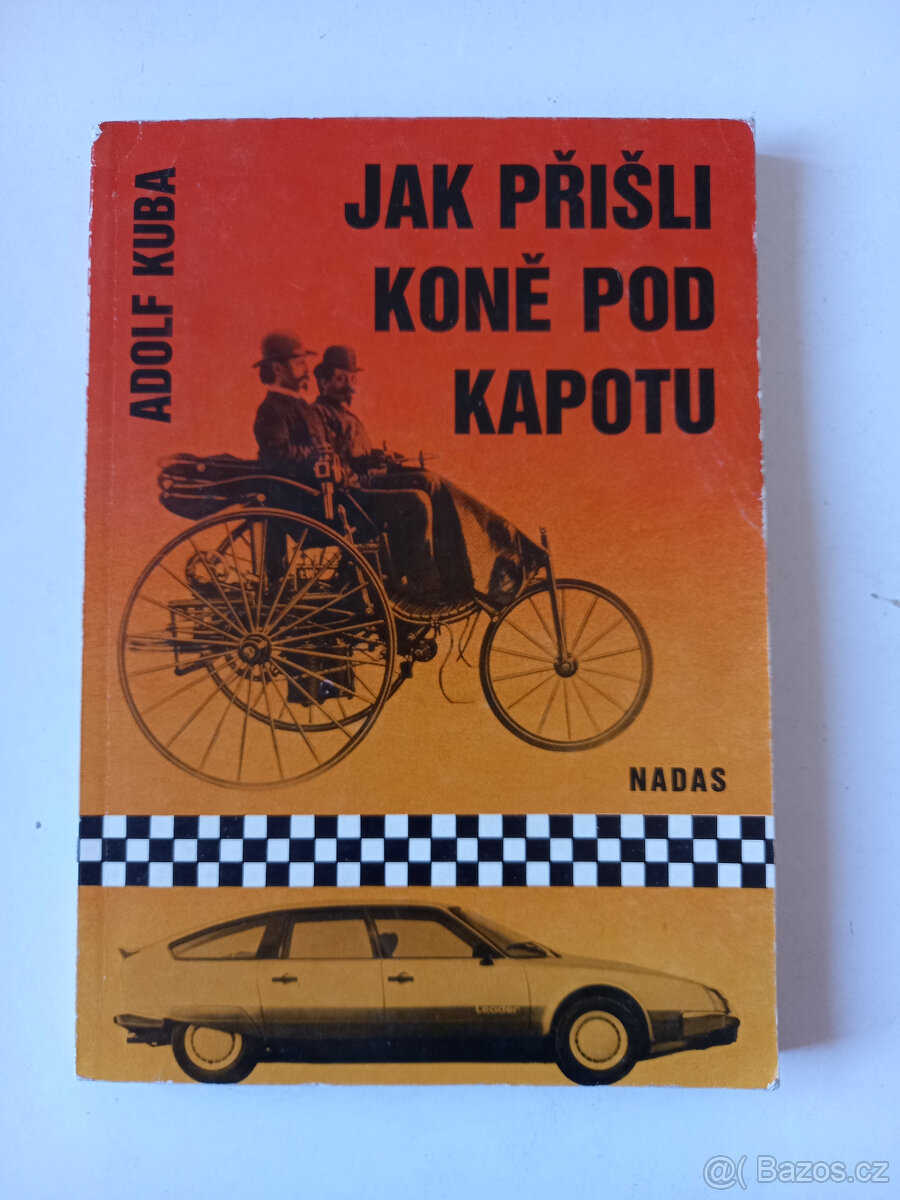 ADOLF KUBA
JAK PŘIŠLI
KONĚ POD
KAPOTU
NADAS
Leader
@( Bazos.cz